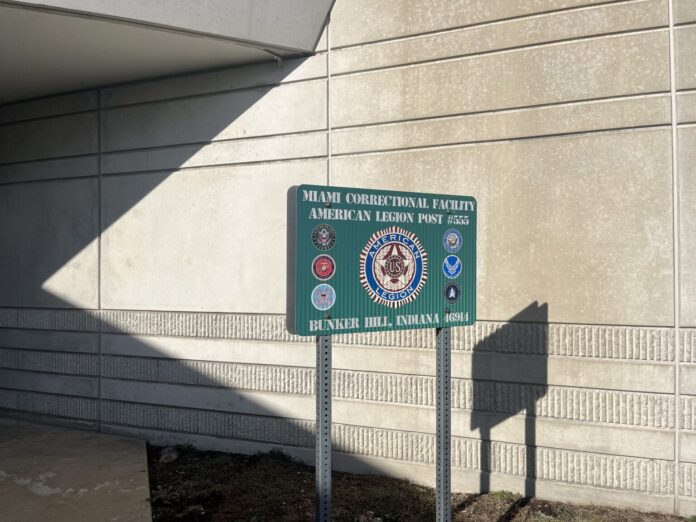 MIAMI CORRECTIONAL FACILITY
AMERICAN LEGION POST #555
AMERICAN
U.S.
LEGION
BUNKER HILL, INDIANA 46914